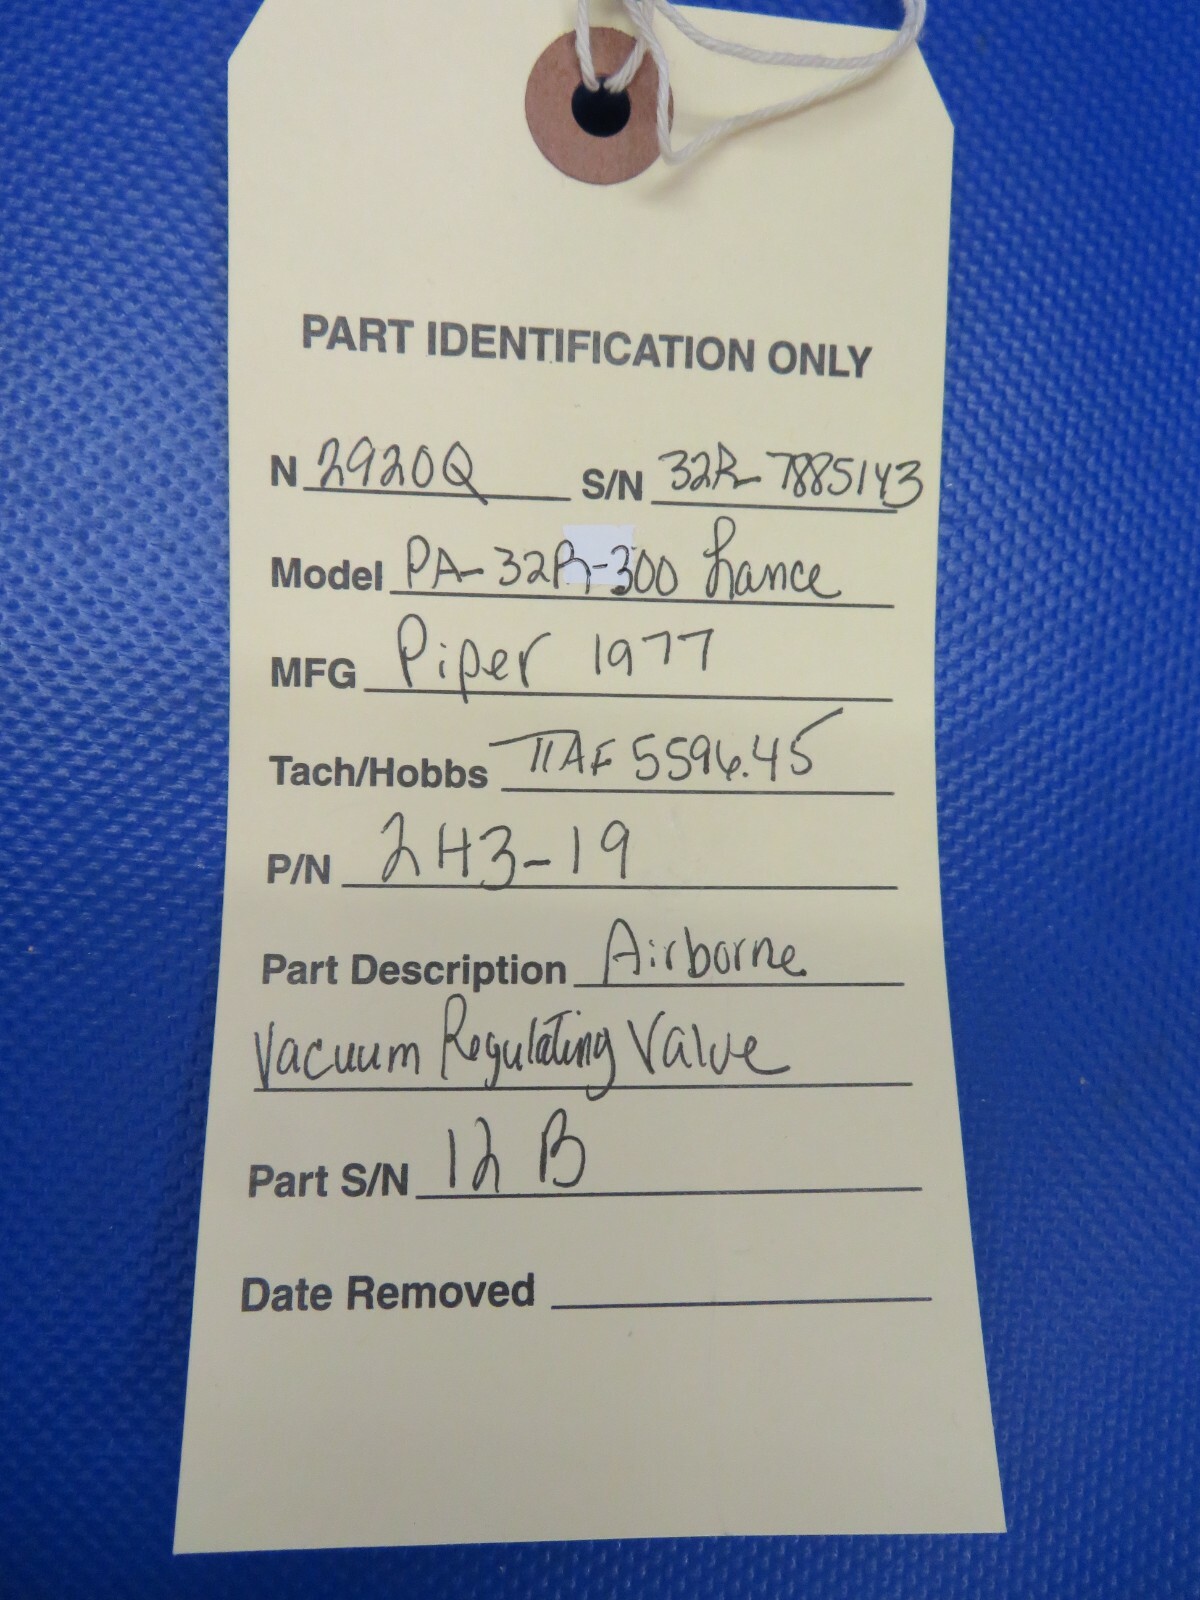 PART IDENTIFICATION ONLY
N 2920Q S/N 32R-7885143
Model PA-32R-300 Lance
MFG Piper 1977
Tach/Hobbs TTAF 5596.45
P/N 2H3-19
Part Description Airborne
Vacuum Regulating Valve
Part S/N 12 B
Date Removed